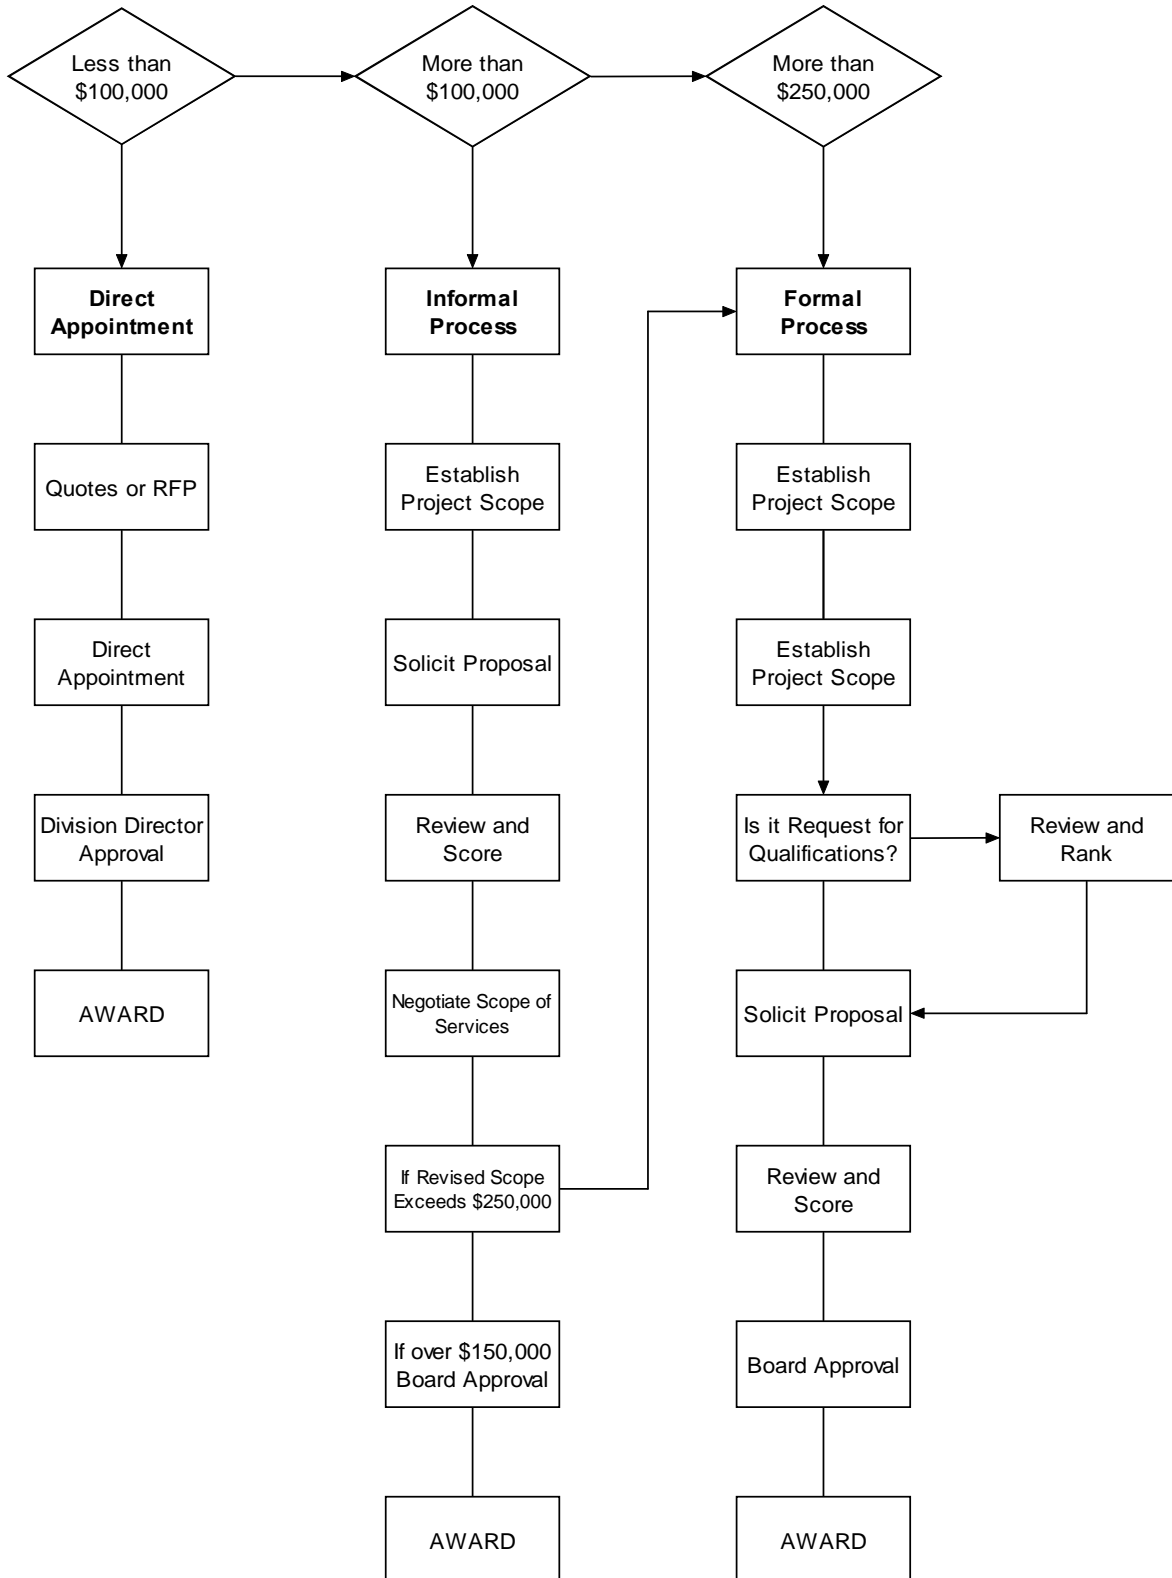 Less than
$100,000
More than
$100,000
More than
$250,000
Direct
Appointment
Informal
Process
Formal
Process
Quotes or RFP
Establish
Project Scope
Establish
Project Scope
Direct
Appointment
Solicit Proposal
Establish
Project Scope
Division Director
Approval
Review and
Score
Is it Request for
Qualifications?
Review and
Rank
AWARD
Negotiate Scope of
Services
Solicit Proposal
If Revised Scope
Exceeds $250,000
Review and
Score
If over $150,000
Board Approval
Board Approval
AWARD
AWARD